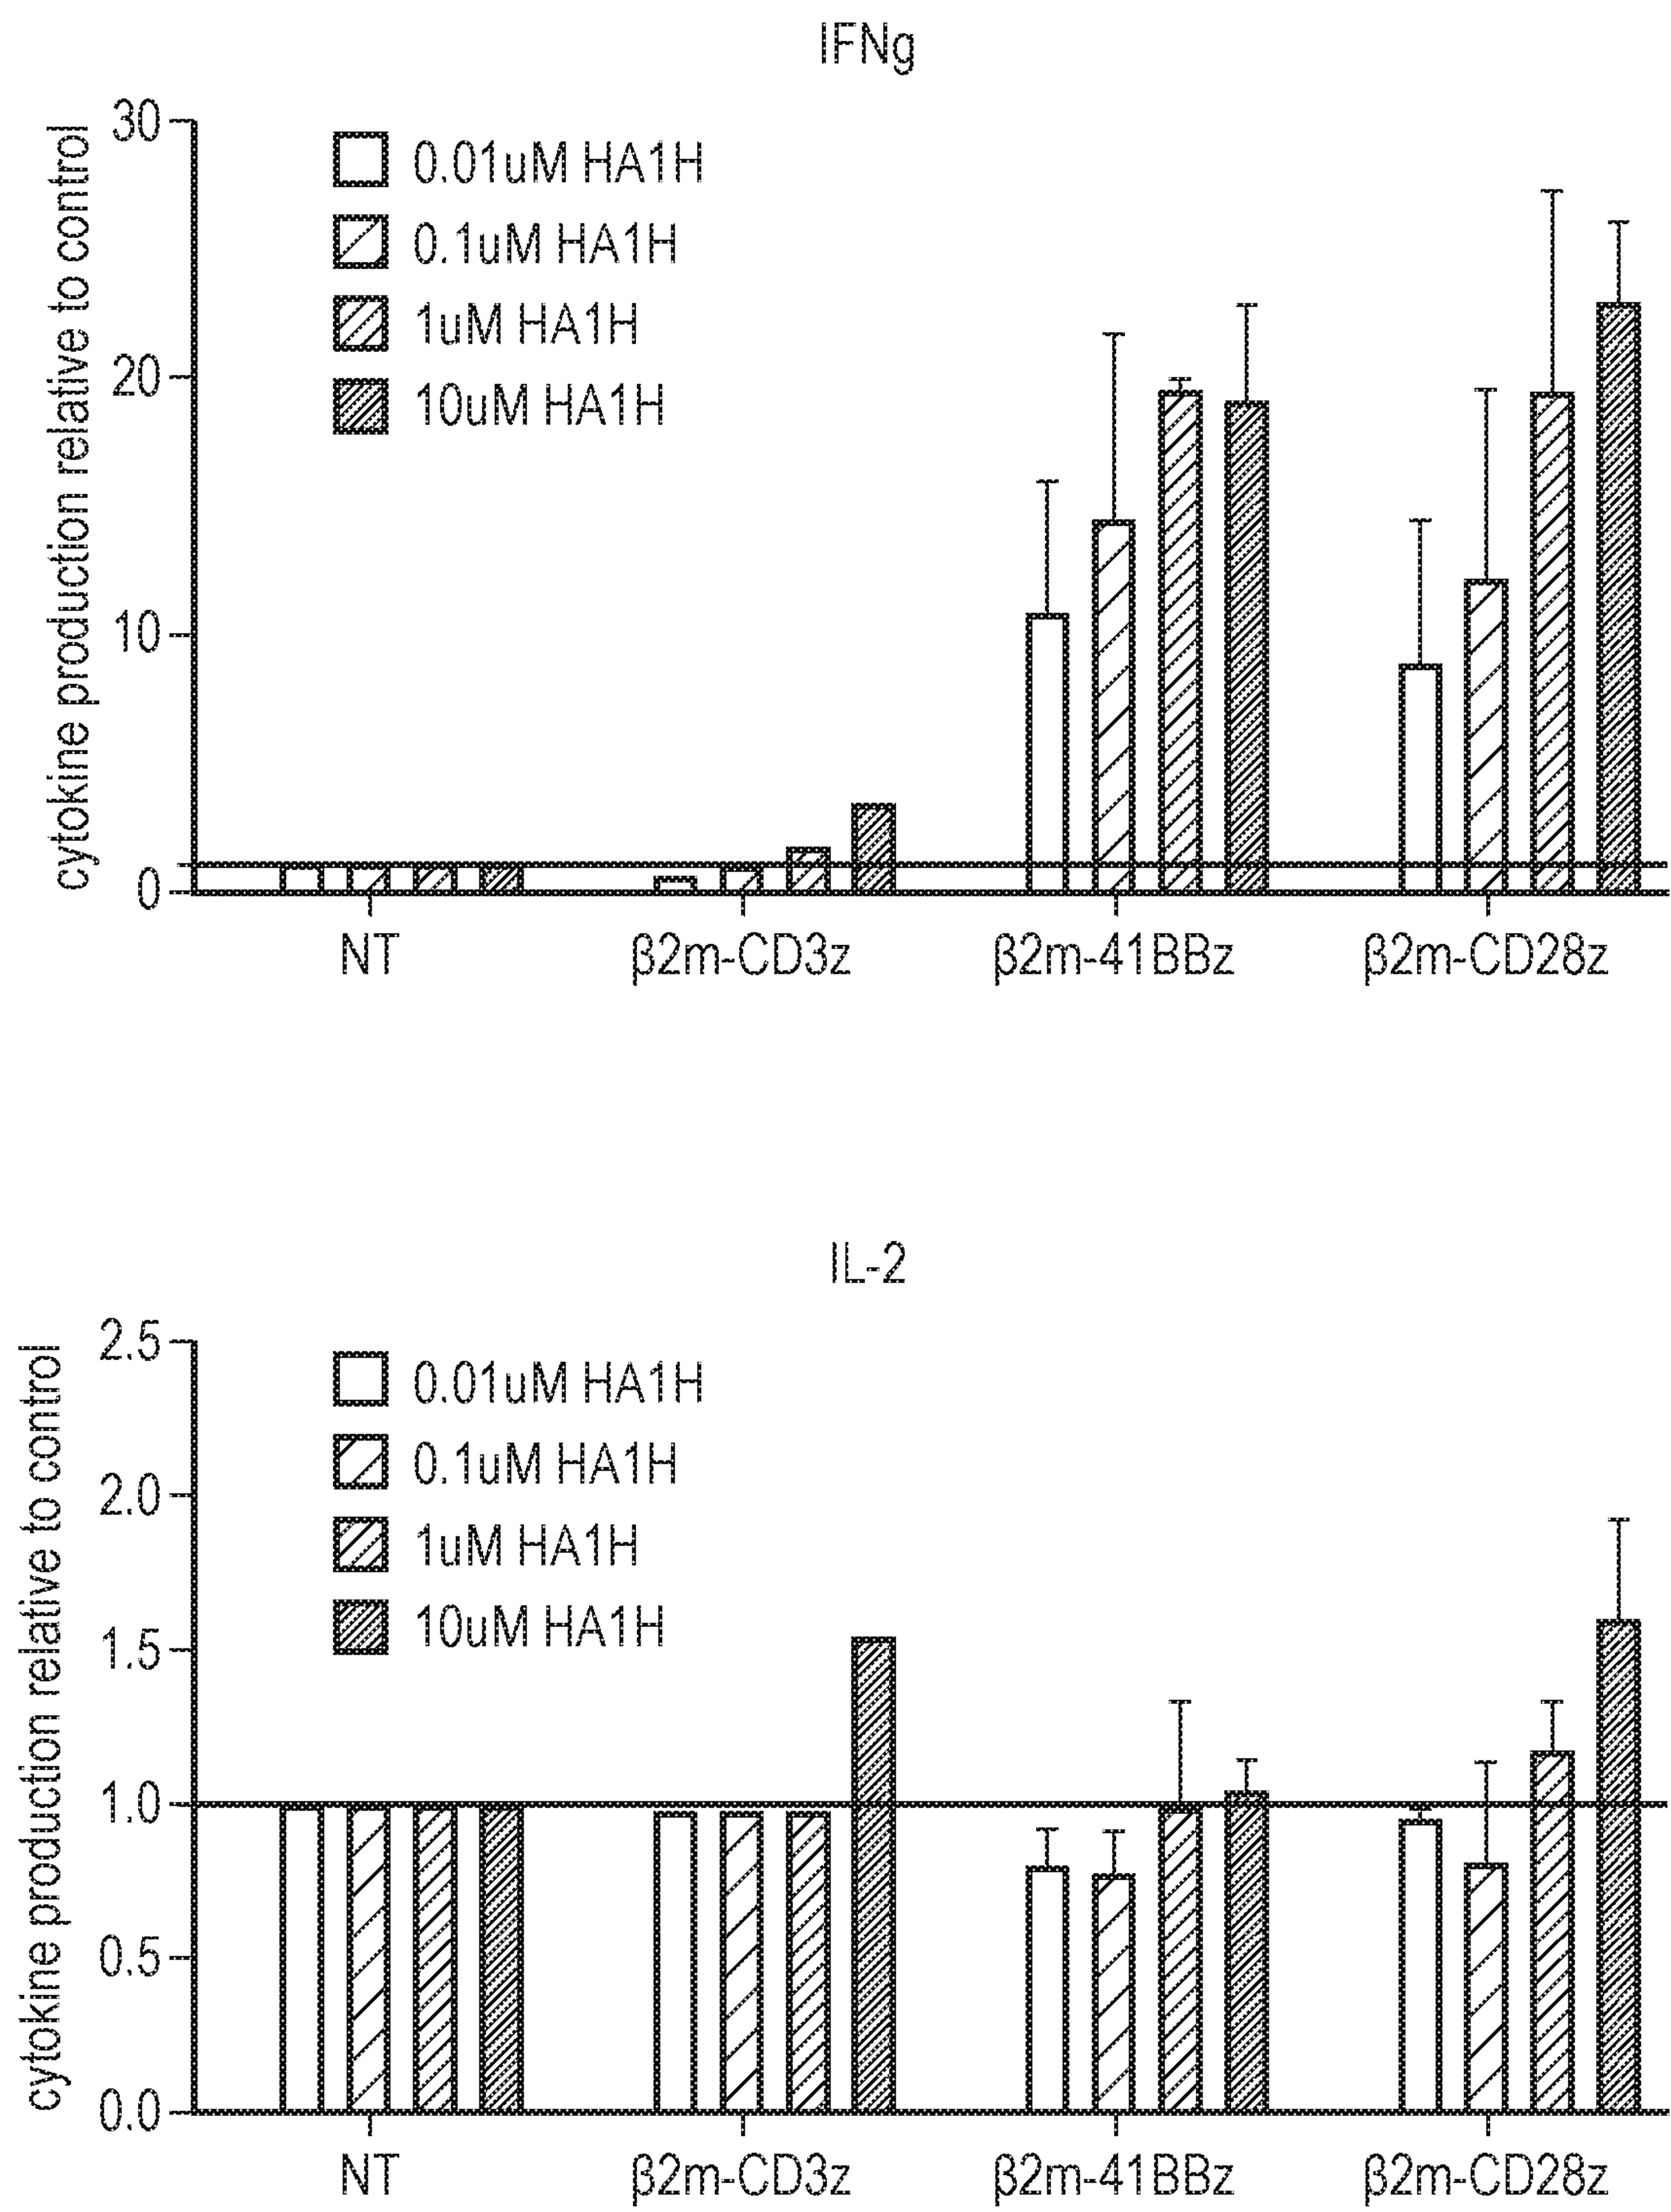 IFNg
cytokine production relative to control
30
20
10
0
0.01uM HA1H
0.1uM HA1H
1uM HA1H
10uM HA1H
NT
β2m-CD3z
β2m-41BBz
β2m-CD28z
IL-2
cytokine production relative to control
2.5
2.0
1.5
1.0
0.5
0.0
0.01uM HA1H
0.1uM HA1H
1uM HA1H
10uM HA1H
NT
β2m-CD3z
β2m-41BBz
β2m-CD28z